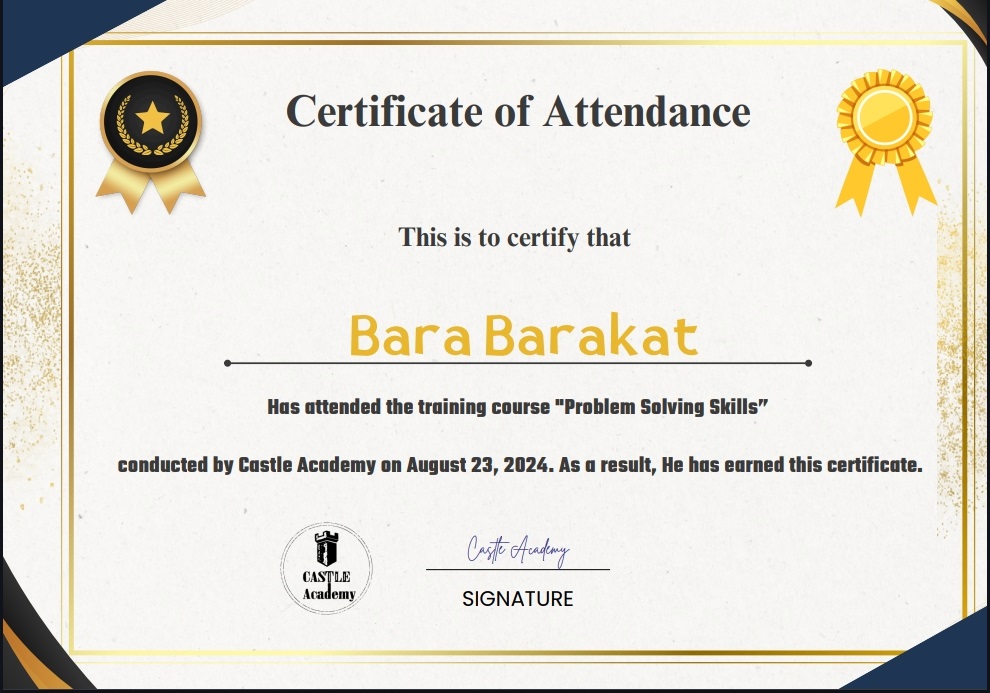 Certificate of Attendance
This is to certify that
Bara Barakat
Has attended the training course "Problem Solving Skills”
conducted by Castle Academy on August 23, 2024. As a result, He has earned this certificate.
CASTLE
Academy
Castle Academy
SIGNATURE